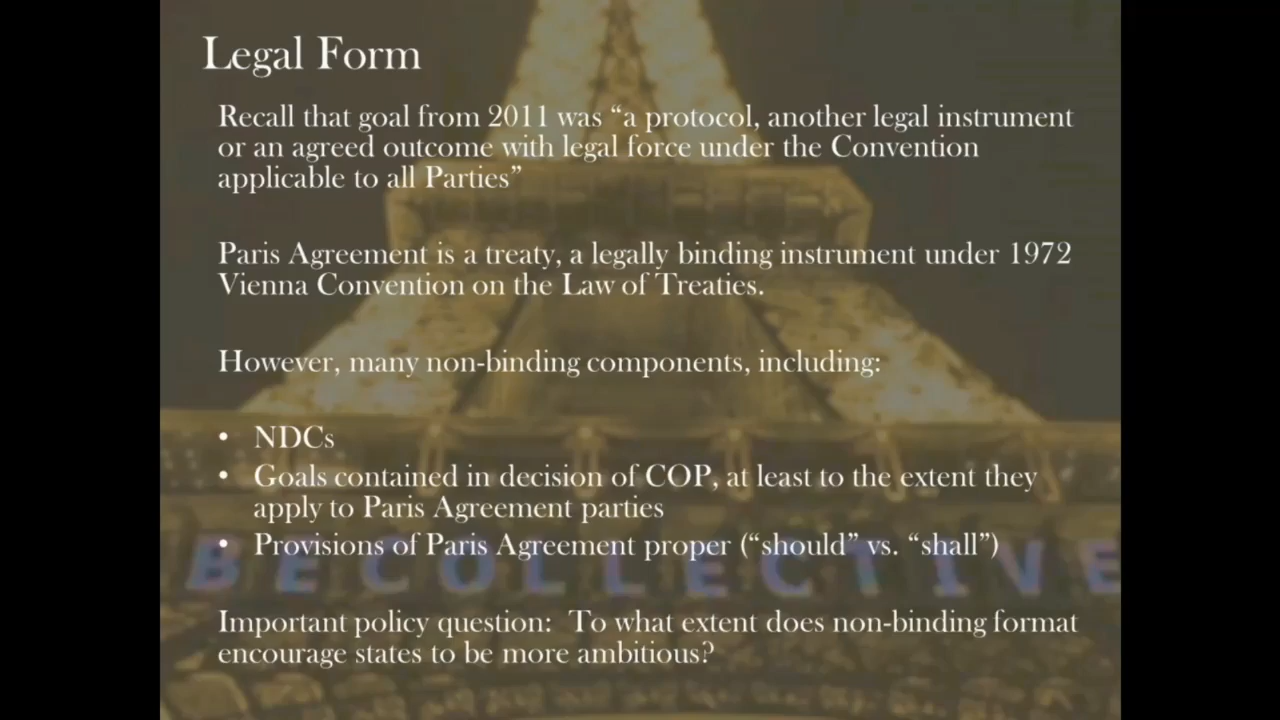 Legal Form
Recall that goal from 2011 was “a protocol, another legal instrument
or an agreed outcome with legal force under the Convention
applicable to all Parties”
Paris Agreement is a treaty, a legally binding instrument under 1972
Vienna Convention on the Law of Treaties.
However, many non-binding components, including:
• NDCs
• Goals contained in decision of COP, at least to the extent they
apply to Paris Agreement parties
• Provisions of Paris Agreement proper (“should” vs. “shall”)
BECOLLECTIVE
Important policy question:  To what extent does non-binding format
encourage states to be more ambitious?